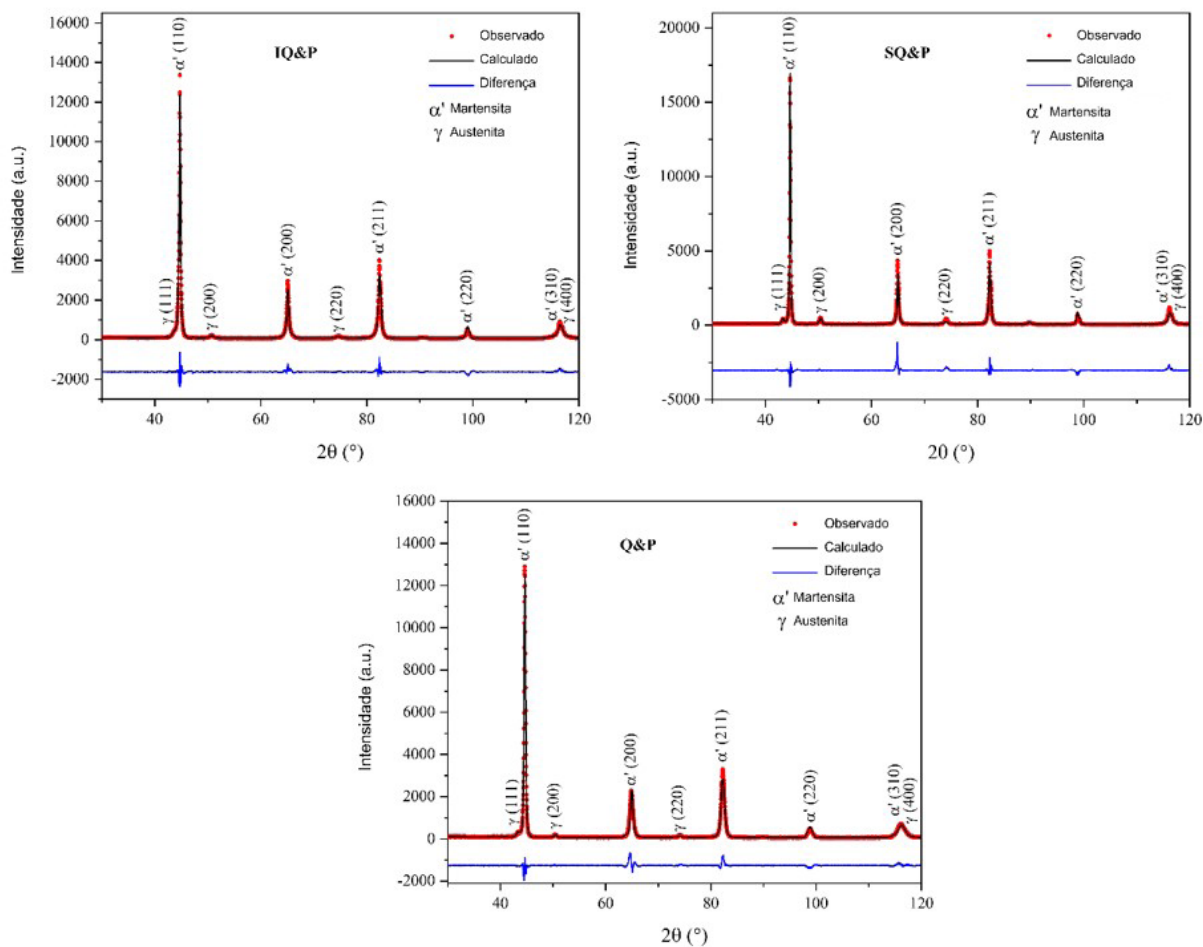 IQ&P
Observado
Calculado
Diferença
α' Martensita
γ Austenita
16000
14000
12000
10000
8000
6000
4000
2000
0
-2000
Intensidade (a.u.)
γ (111)
α' (110)
γ (200)
α' (200)
γ (220)
α' (211)
α' (220)
α' (310)
γ (400)
40
60
80
100
120
2θ (°)
SQ&P
Observado
Calculado
Diferença
α' Martensita
γ Austenita
20000
15000
10000
5000
0
-5000
Intensidade (a.u.)
γ (111)
α' (110)
γ (200)
α' (200)
γ (220)
α' (211)
α' (220)
α' (310)
γ (400)
40
60
80
100
120
20 (°)
Q&P
Observado
Calculado
Diferença
α' Martensita
γ Austenita
16000
14000
12000
10000
8000
6000
4000
2000
0
-2000
Intensidade (a.u.)
γ (111)
α' (110)
γ (200)
α' (200)
γ (220)
α' (211)
α' (220)
α' (310)
γ (400)
40
60
80
100
120
2θ (°)